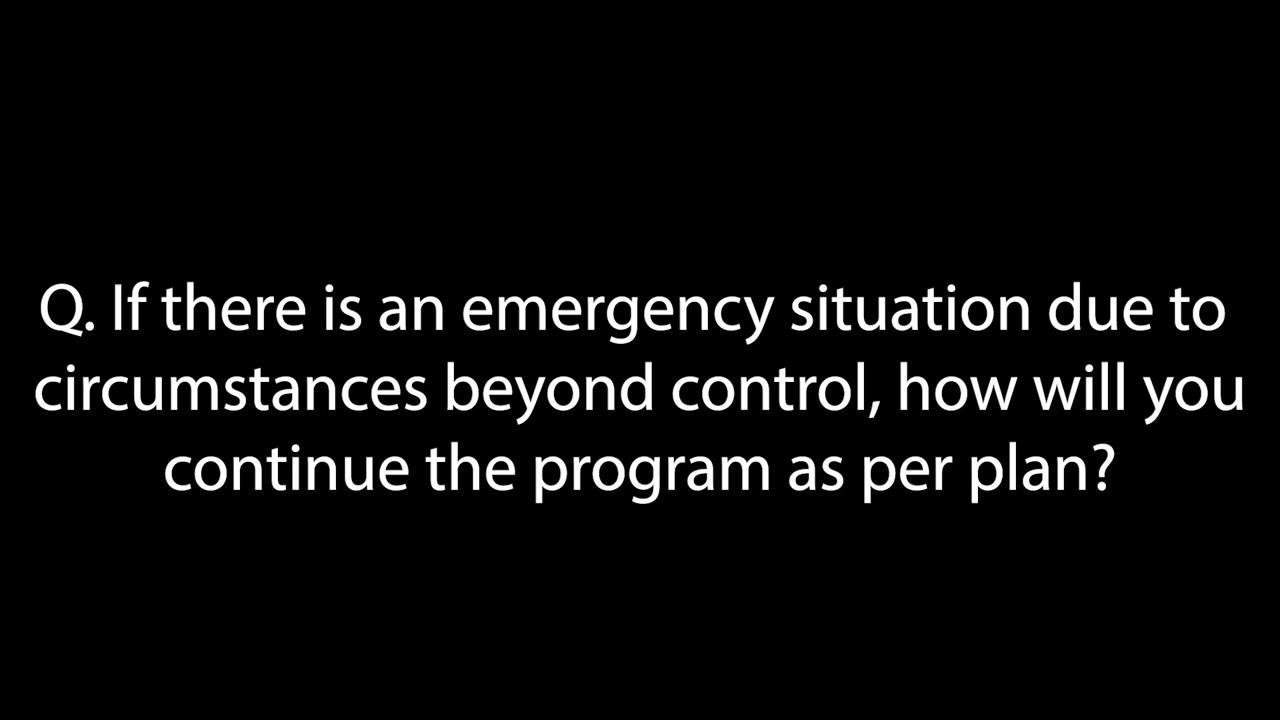 Q. If there is an emergency situation due to
circumstances beyond control, how will you
continue the program as per plan?